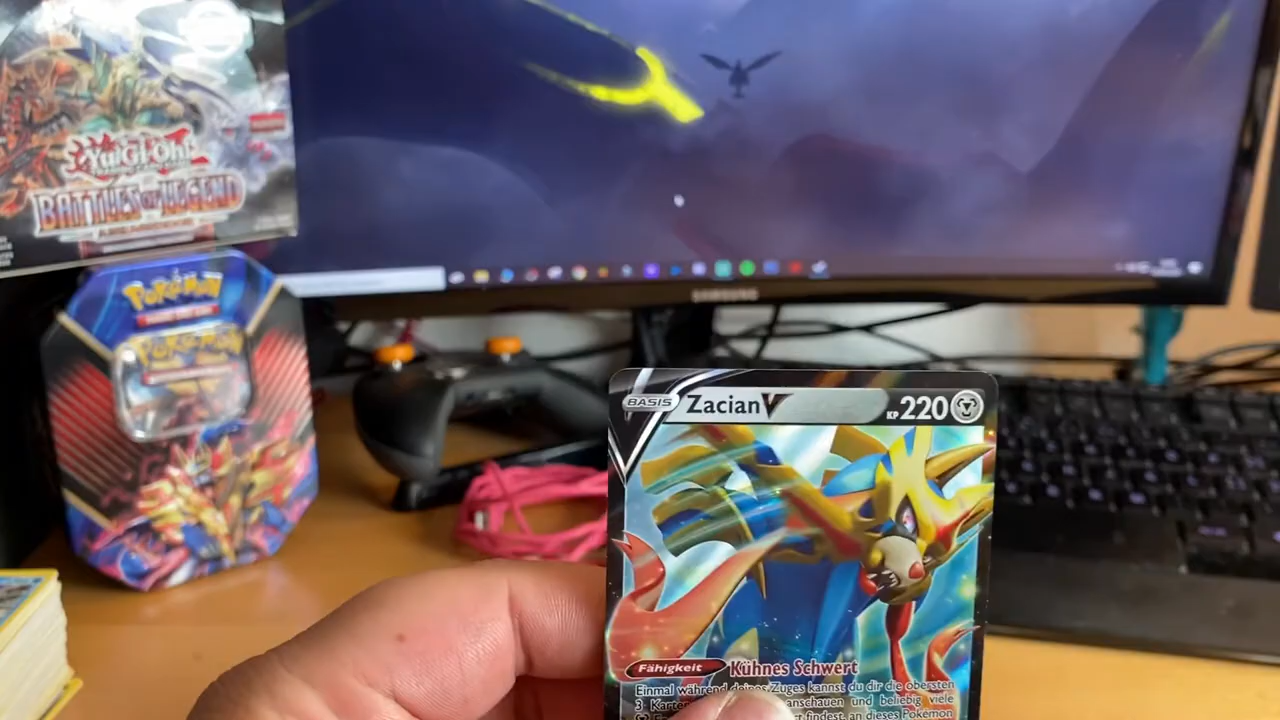 Yu-Gi-Oh!
BATTLES OF LEGEND
POKéMON
POKéMON
SAMSUNG
BASIS Zacian V KP 220
Fähigkeit Kühnes Schwert
Einmal während deines Zuges kannst du dir die obersten
3 Karten anschauen und beliebig viele
findest, an dieses Pokémon